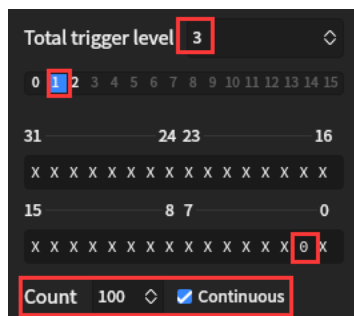 Total trigger level 3
0 1 2 3 4 5 6 7 8 9 10 11 12 13 14 15
31 24 23 16
X X X X X X X X X X X X X X X X
15 8 7 0
X X X X X X X X X X X X X X 0 X
Count 100 Continuous